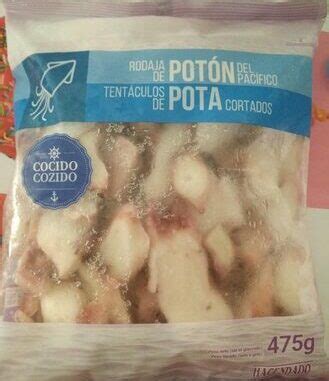 RODAJA DE POTÓN DEL PACÍFICO
TENTÁCULOS DE POTA CORTADOS
COCIDO
COZIDO
475g
HACENDADO